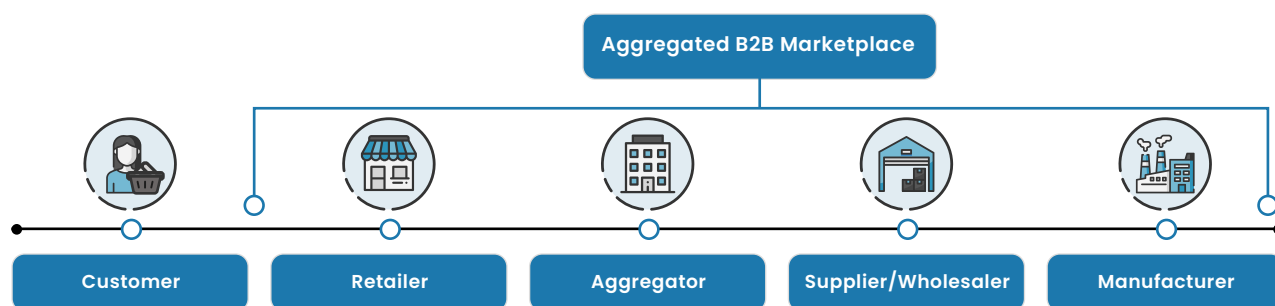 Aggregated B2B Marketplace
Customer
Retailer
Aggregator
Supplier/Wholesaler
Manufacturer